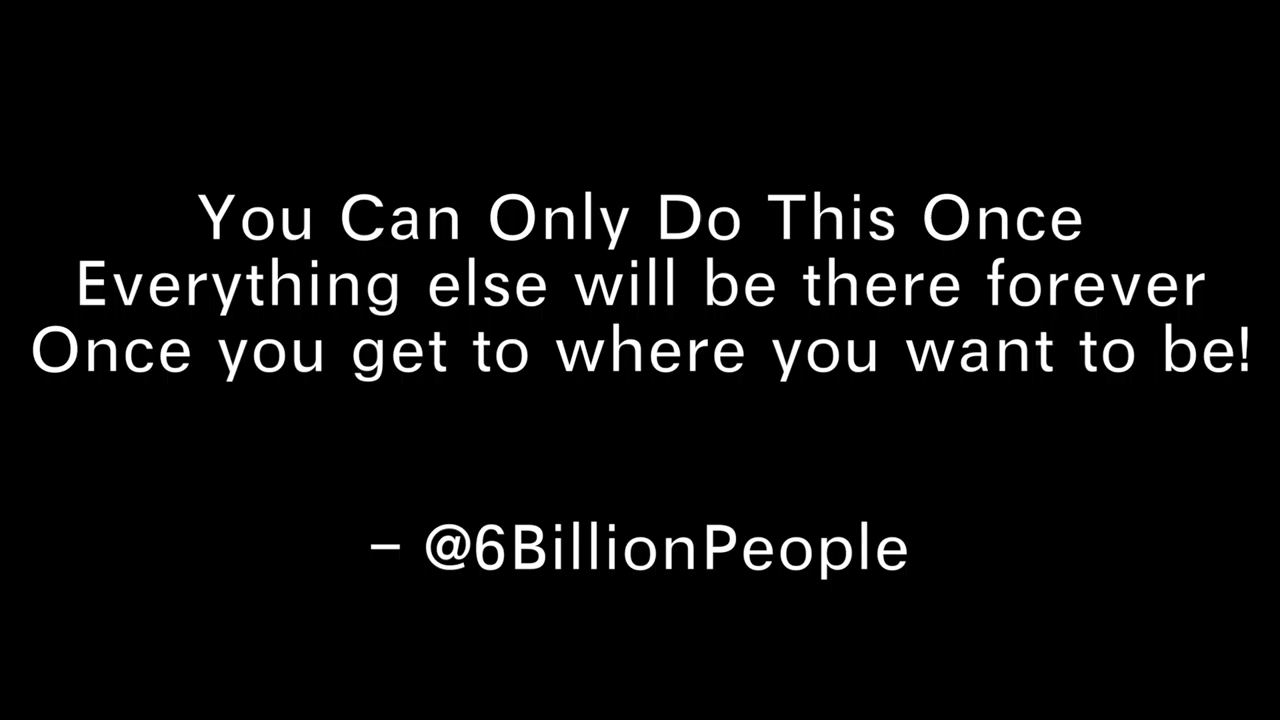 You Can Only Do This Once
Everything else will be there forever
Once you get to where you want to be!
– @6BillionPeople